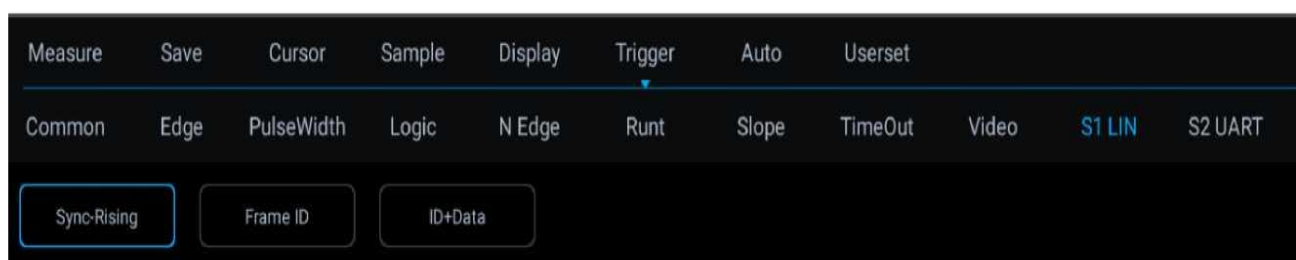 Measure Save Cursor Sample Display Trigger Auto Userset
Common Edge PulseWidth Logic N Edge Runt Slope TimeOut Video S1 LIN S2 UART
Sync-Rising Frame ID ID+Data